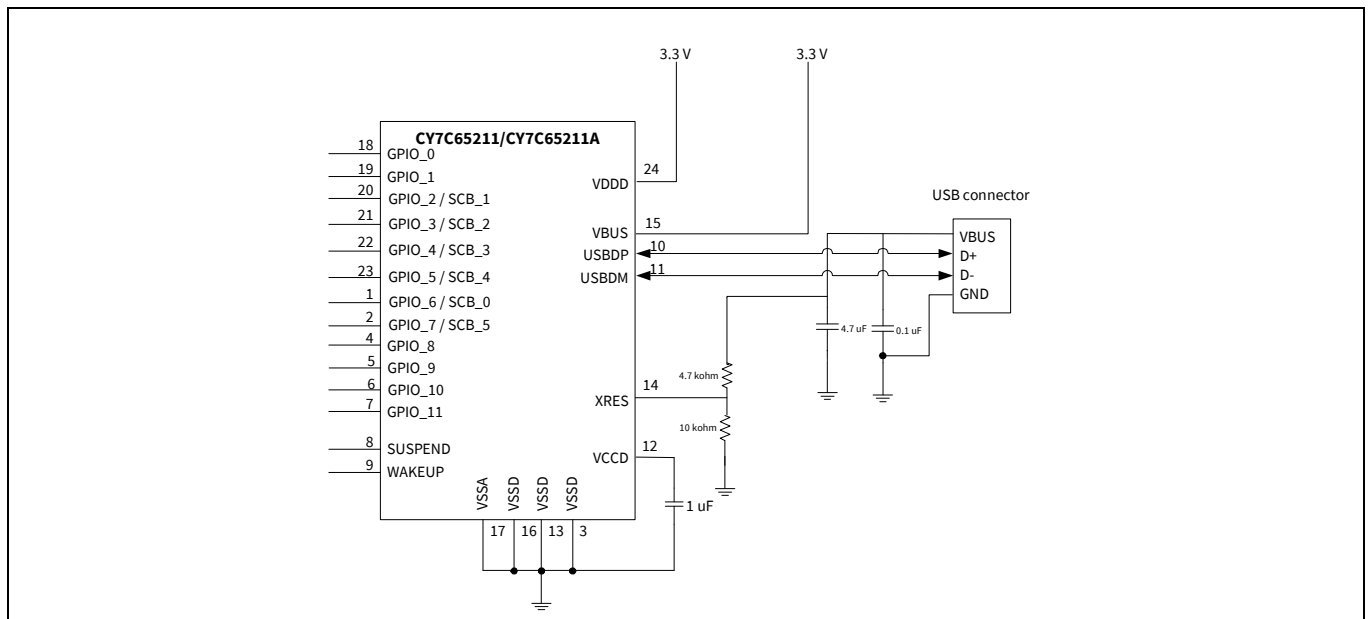 3.3 V
3.3 V
CY7C65211/CY7C65211A
18
GPIO_0
19
GPIO_1
20
GPIO_2 / SCB_1
21
GPIO_3 / SCB_2
22
GPIO_4 / SCB_3
23
GPIO_5 / SCB_4
1
GPIO_6 / SCB_0
2
GPIO_7 / SCB_5
4
GPIO_8
5
GPIO_9
6
GPIO_10
7
GPIO_11
8
SUSPEND
9
WAKEUP
VDDD
24
VBUS
15
USBDP
10
USBDM
11
XRES
14
VCCD
12
VSSA
VSSD
VSSD
VSSD
17
16
13
3
USB connector
VBUS
D+
D-
GND
4.7 uF
0.1 uF
4.7 kohm
10 kohm
1 uF